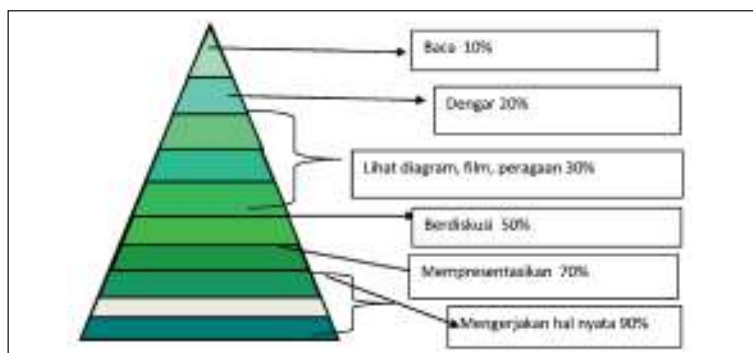 Baca 10%
Dengar 20%
Lihat diagram, film, peragaan 30%
Berdiskusi 50%
Mempresentasikan 70%
Mengerjakan hal nyata 90%